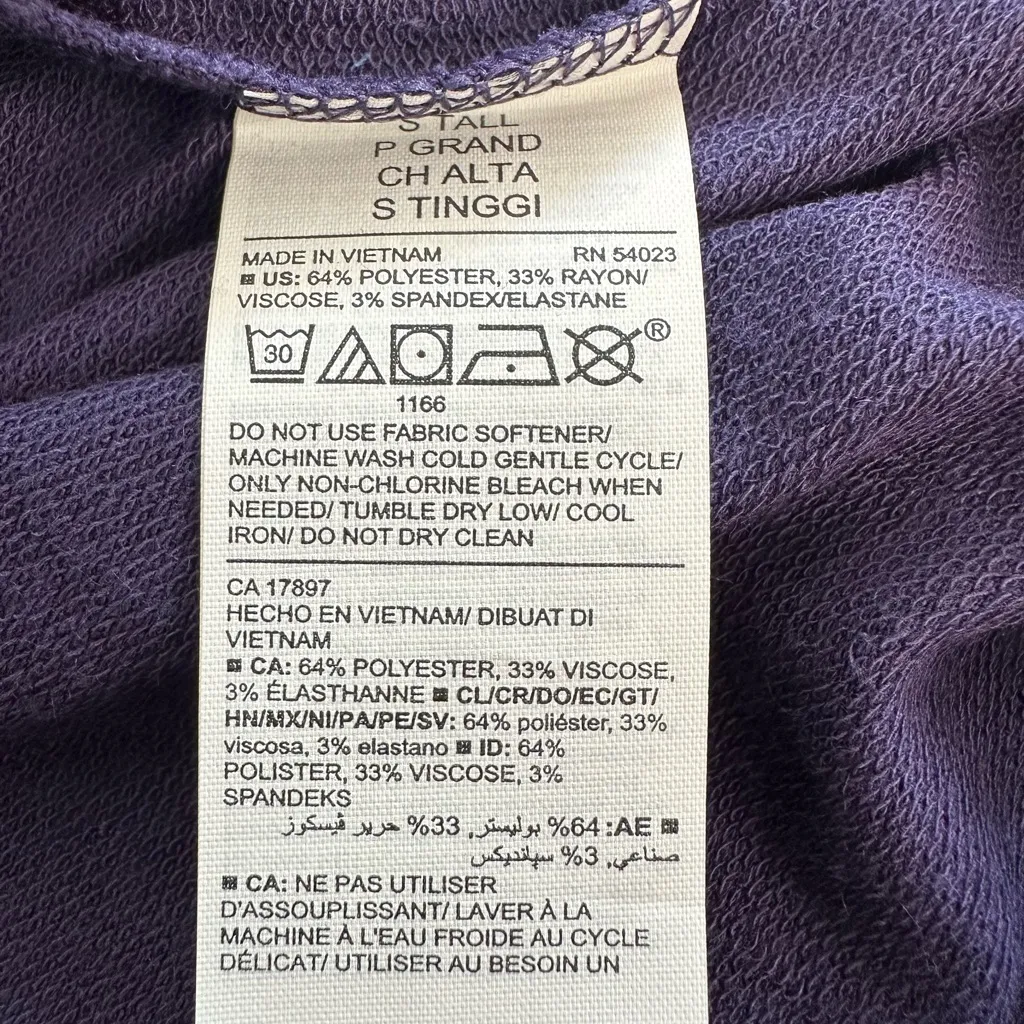 S TALL
P GRAND
CH ALTA
S TINGGI
MADE IN VIETNAM RN 54023
US: 64% POLYESTER, 33% RAYON/
VISCOSE, 3% SPANDEX/ELASTANE
30
®
1166
DO NOT USE FABRIC SOFTENER/
MACHINE WASH COLD GENTLE CYCLE/
ONLY NON-CHLORINE BLEACH WHEN
NEEDED/ TUMBLE DRY LOW/ COOL
IRON/ DO NOT DRY CLEAN
CA 17897
HECHO EN VIETNAM/ DIBUAT DI
VIETNAM
CA: 64% POLYESTER, 33% VISCOSE,
3% ÉLASTHANNE CL/CR/DO/EC/GT/
HN/MX/NI/PA/PE/SV: 64% poliéster, 33%
viscosa, 3% elastano ID: 64%
POLISTER, 33% VISCOSE, 3%
SPANDEKS
AE: 64% بوليستر, 33% حرير ڤيسكوز
صناعي, 3% سپانديكس
CA: NE PAS UTILISER
D'ASSOUPLISSANT/ LAVER À LA
MACHINE À L'EAU FROIDE AU CYCLE
DÉLICAT/ UTILISER AU BESOIN UN